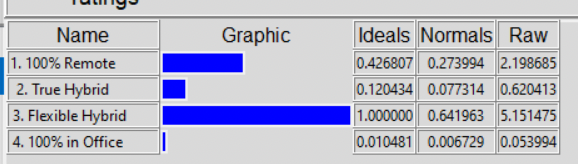 ratings
Name Graphic Ideals Normals Raw
1. 100% Remote 0.426807 0.273994 2.198685
2. True Hybrid 0.120434 0.077314 0.620413
3. Flexible Hybrid 1.000000 0.641963 5.151475
4. 100% in Office 0.010481 0.006729 0.053994